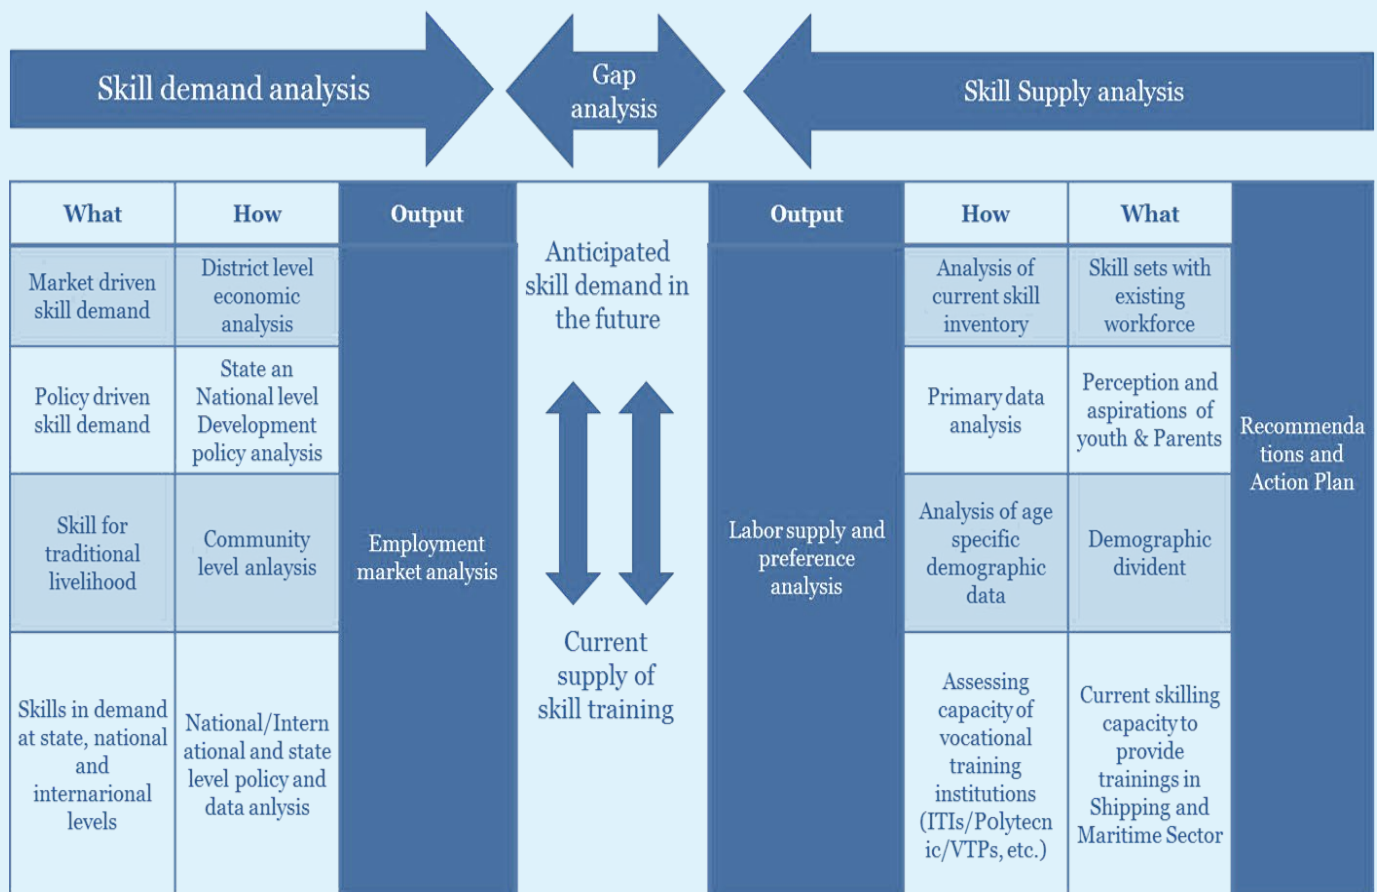 Skill demand analysis
Gap
analysis
Skill Supply analysis
What
How
Output
Output
How
What
Market driven
skill demand
District level
economic
analysis
Anticipated
skill demand in
the future
Analysis of
current skill
inventory
Skill sets with
existing
workforce
Policy driven
skill demand
State an
National level
Development
policy analysis
Primary data
analysis
Perception and
aspirations of
youth & Parents
Recommenda
tions and
Action Plan
Skill for
traditional
livelihood
Community
level anlaysis
Employment
market analysis
Labor supply and
preference
analysis
Analysis of age
specific
demographic
data
Demographic
divident
Current
supply of
skill training
Skills in demand
at state, national
and
internarional
levels
National/Intern
ational and state
level policy and
data anlysis
Assessing
capacity of
vocational
training
institutions
(ITIs/Polytecn
ic/VTPs, etc.)
Current skilling
capacity to
provide
trainings in
Shipping and
Maritime Sector